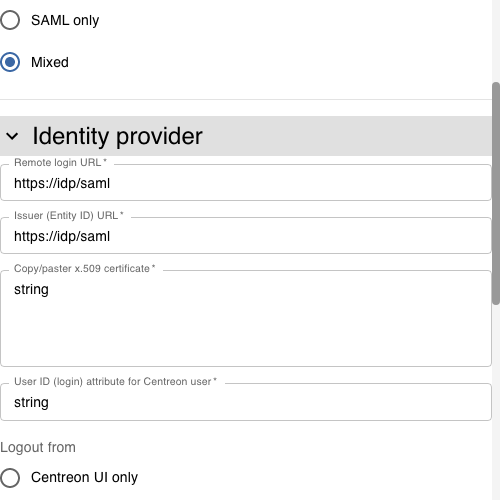 SAML only
Mixed
Identity provider
Remote login URL *
https://idp/saml
Issuer (Entity ID) URL *
https://idp/saml
Copy/paster x.509 certificate *
string
User ID (login) attribute for Centreon user *
string
Logout from
Centreon UI only